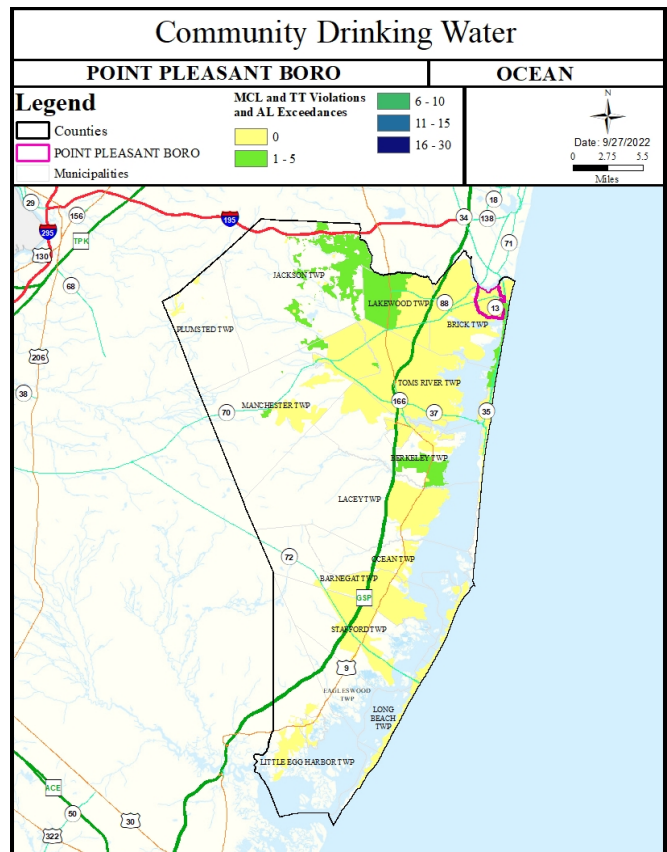 Community Drinking Water
POINT PLEASANT BORO
OCEAN
Legend
Counties
POINT PLEASANT BORO
Municipalities
MCL and TT Violations
and AL Exceedances
0
1 - 5
6 - 10
11 - 15
16 - 30
N
Date: 9/27/2022
0 2.75 5.5
Miles
29
156
295
TPK
130
195
34
18
138
71
68
JACKSON TWP
LAKEWOOD TWP
88
13
PLUMSTED TWP
BRICK TWP
206
38
TOMS RIVER TWP
70
MANCHESTER TWP
166
37
35
BERKELEY TWP
LACEY TWP
72
OCEAN TWP
BARNEGAT TWP
GSP
STAFFORD TWP
9
EAGLESWOOD
TWP
LONG
BEACH
TWP
LITTLE EGG HARBOR TWP
ACE
50
30
322